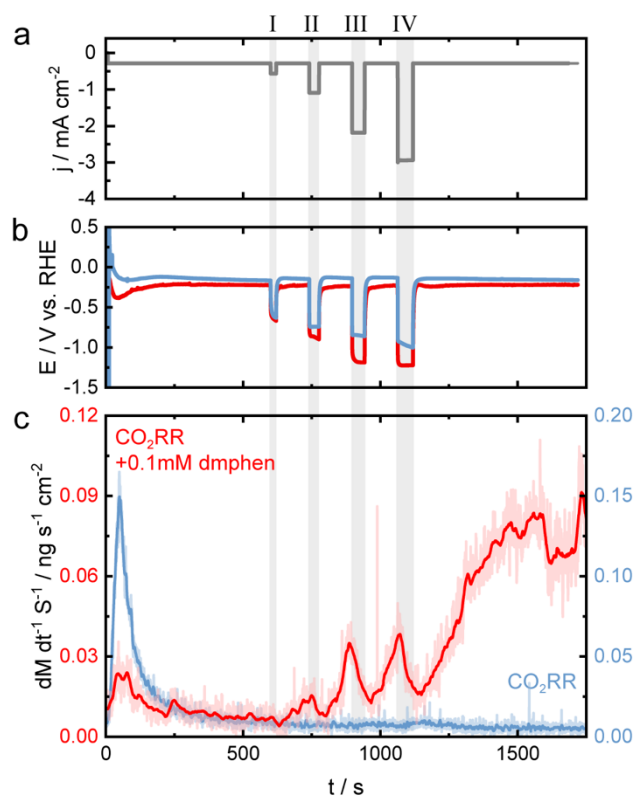 I II III IV
a
0
-1
-2
-3
-4
j / mA cm⁻²
b
0.5
0.0
-0.5
-1.0
-1.5
E / V vs. RHE
c
0.12
0.09
0.06
0.03
0.00
dM dt⁻¹ S⁻¹ / ng s⁻¹ cm⁻²
CO₂RR
+0.1mM dmphen
CO₂RR
0.20
0.15
0.10
0.05
0.00
0 500 1000 1500
t / s